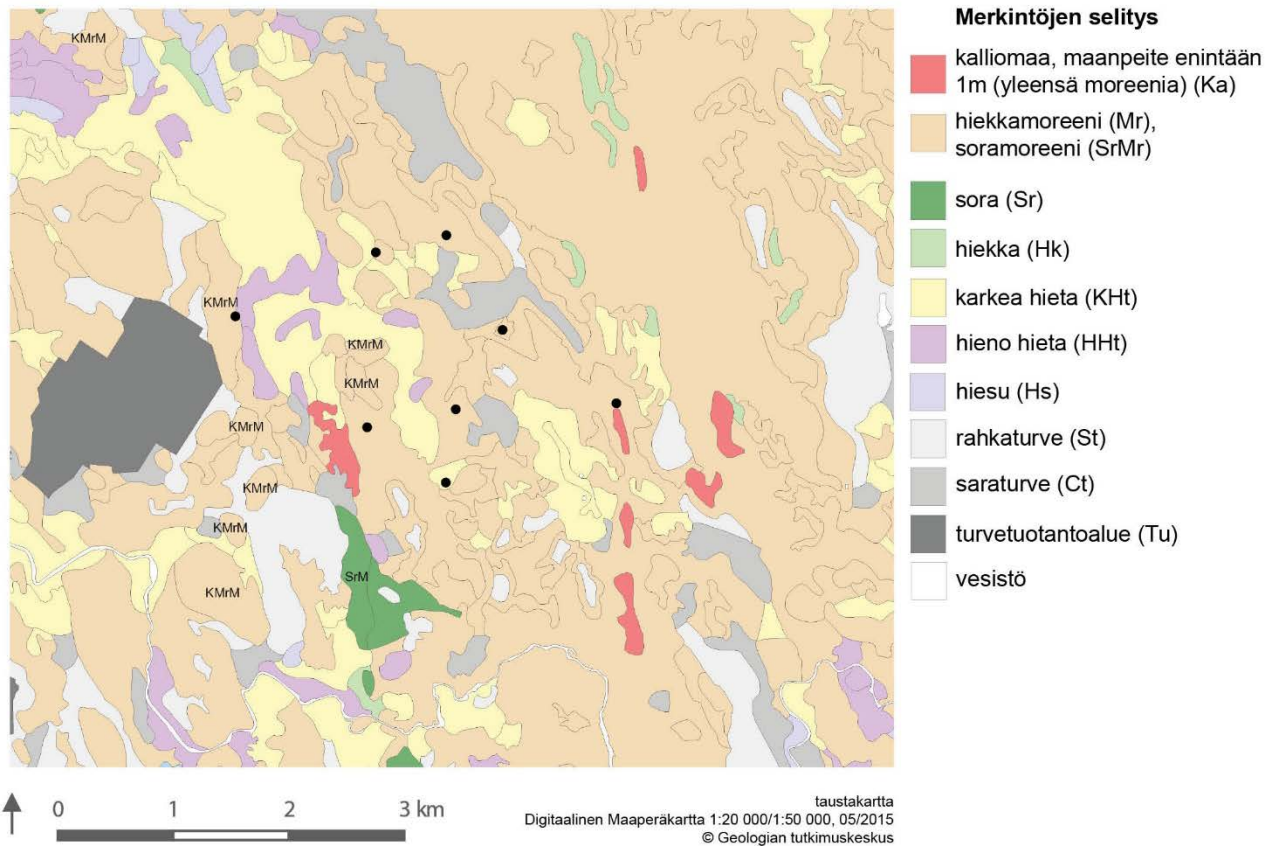 KMrM
KMrM
KMrM
KMrM
KMrM
KMrM
KMrM
KMrM
SrM
Merkintöjen selitys
kalliomaa, maanpeite enintään
1m (yleensä moreenia) (Ka)
hiekkamoreeni (Mr),
soramoreeni (SrMr)
sora (Sr)
hiekka (Hk)
karkea hieta (KHt)
hieno hieta (HHt)
hiesu (Hs)
rahkaturve (St)
saraturve (Ct)
turvetuotantoalue (Tu)
vesistö
0 1 2 3 km
taustakartta
Digitaalinen Maaperäkartta 1:20 000/1:50 000, 05/2015
© Geologian tutkimuskeskus